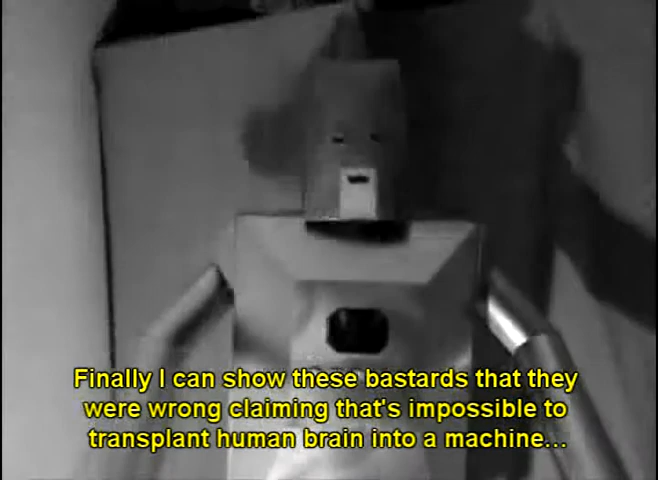 Finally I can show these bastards that they
were wrong claiming that's impossible to
transplant human brain into a machine...